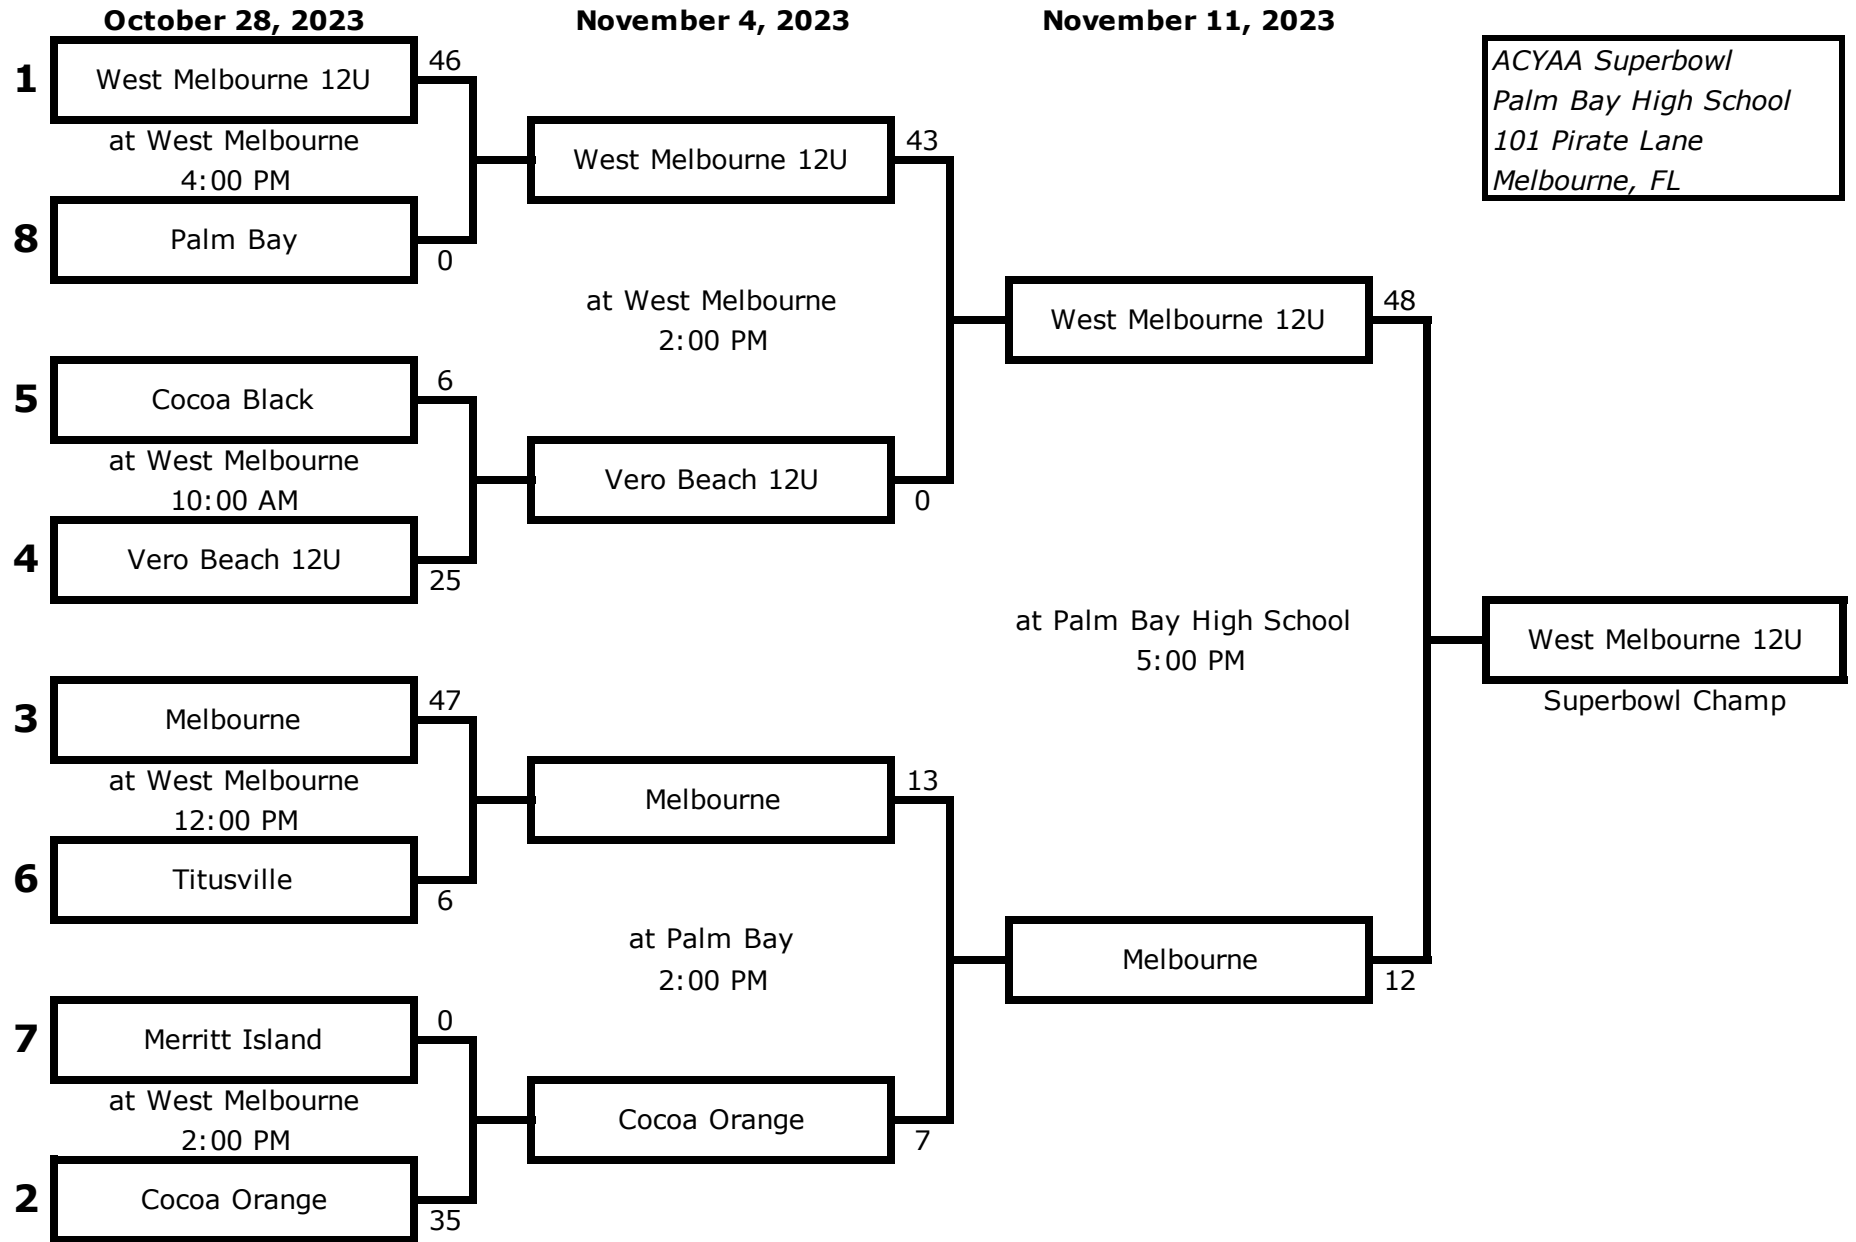 October 28, 2023
November 4, 2023
November 11, 2023
ACYAA Superbowl
Palm Bay High School
101 Pirate Lane
Melbourne, FL
1
West Melbourne 12U
46
at West Melbourne
4:00 PM
8
Palm Bay
0
5
Cocoa Black
6
at West Melbourne
10:00 AM
4
Vero Beach 12U
25
3
Melbourne
47
at West Melbourne
12:00 PM
6
Titusville
6
7
Merritt Island
0
at West Melbourne
2:00 PM
2
Cocoa Orange
35
West Melbourne 12U
43
at West Melbourne
2:00 PM
Vero Beach 12U
0
Melbourne
13
at Palm Bay
2:00 PM
Cocoa Orange
7
West Melbourne 12U
48
at Palm Bay High School
5:00 PM
Melbourne
12
West Melbourne 12U
Superbowl Champ